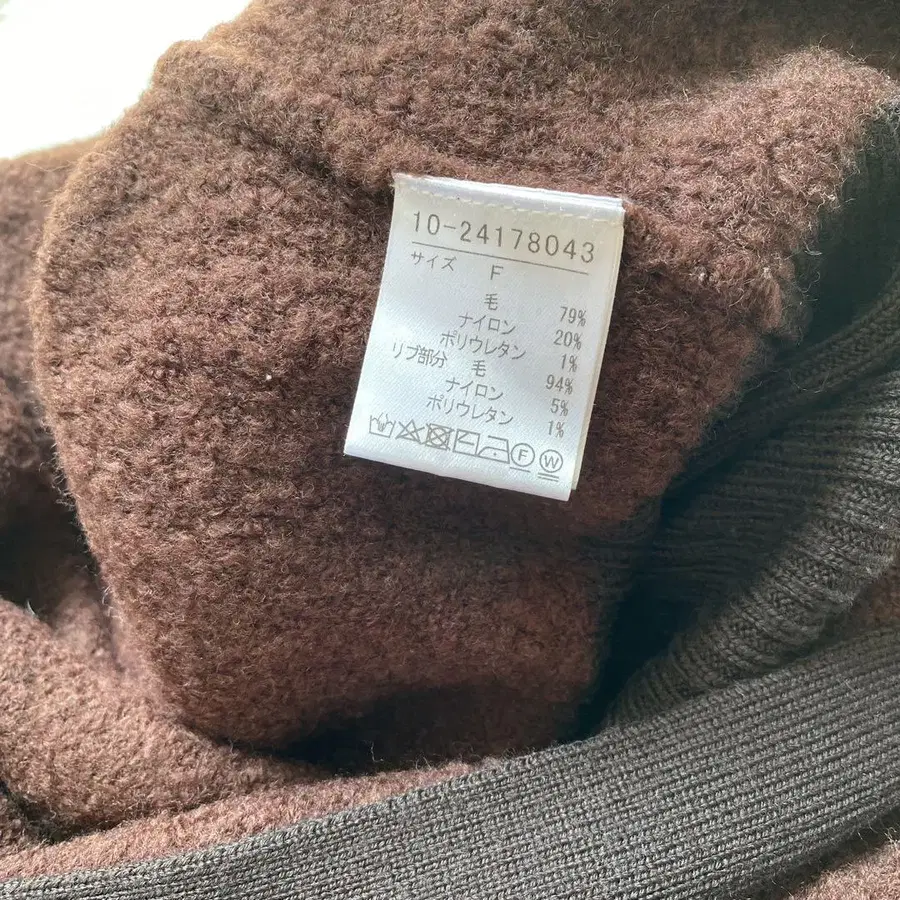 10-24178043
サイズ F
毛 79%
ナイロン 20%
ポリウレタン 1%
リブ部分 毛 94%
ナイロン 5%
ポリウレタン 1%
F W